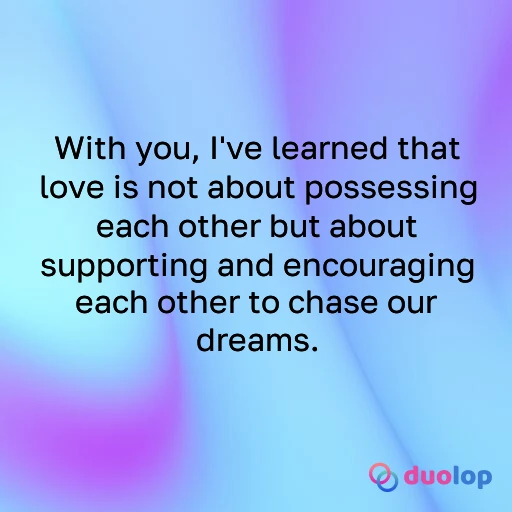 With you, I've learned that
love is not about possessing
each other but about
supporting and encouraging
each other to chase our
dreams.
duolop